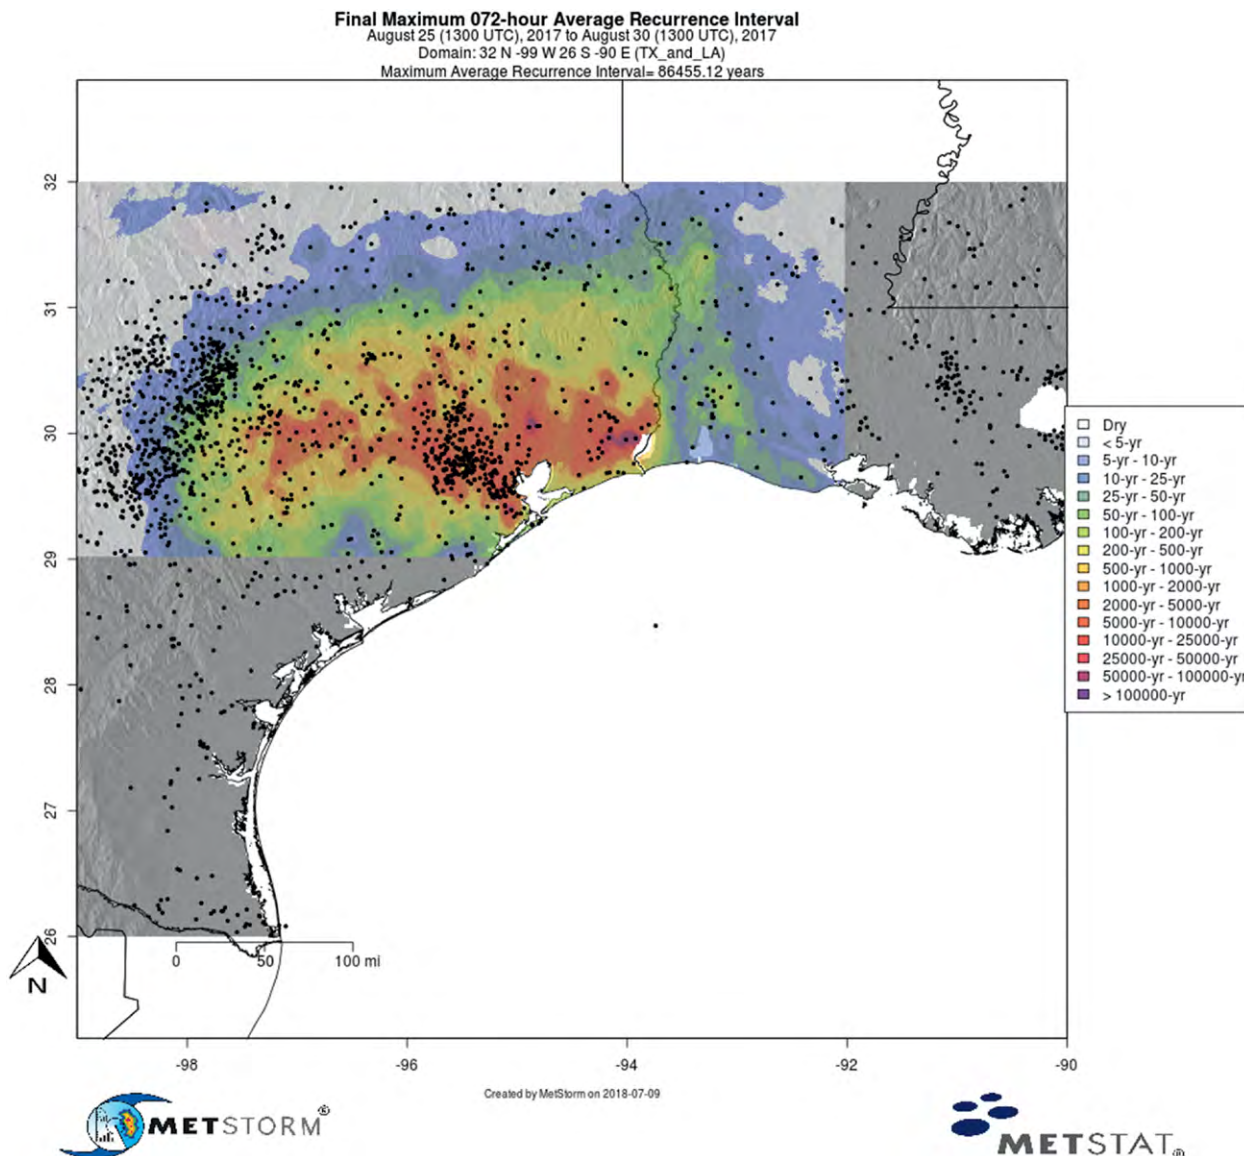 Final Maximum 072-hour Average Recurrence Interval
August 25 (1300 UTC), 2017 to August 30 (1300 UTC), 2017
Domain: 32 N -99 W 26 S -90 E (TX_and_LA)
Maximum Average Recurrence Interval= 86455.12 years
32
31
30
29
28
27
26
Dry
< 5-yr
5-yr - 10-yr
10-yr - 25-yr
25-yr - 50-yr
50-yr - 100-yr
100-yr - 200-yr
200-yr - 500-yr
500-yr - 1000-yr
1000-yr - 2000-yr
2000-yr - 5000-yr
5000-yr - 10000-yr
10000-yr - 25000-yr
25000-yr - 50000-yr
50000-yr - 100000-yr
> 100000-yr
0 50 100 mi
N
-98 -96 -94 -92 -90
Created by MetStorm on 2018-07-09
METSTORM®
METSTAT®